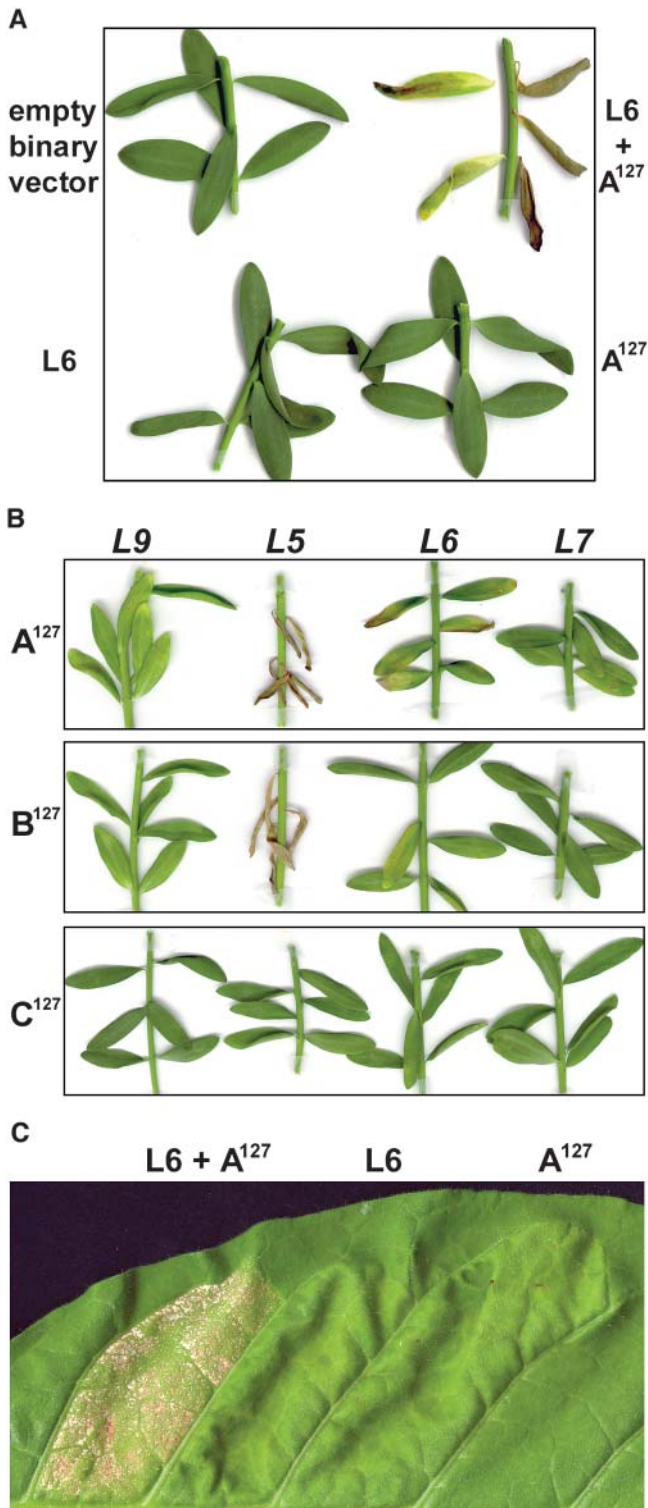 A
empty
binary
vector
L6
+
A¹²⁷
L6
A¹²⁷
B
L9 L5 L6 L7
A¹²⁷
B¹²⁷
C¹²⁷
C
L6 + A¹²⁷ L6 A¹²⁷